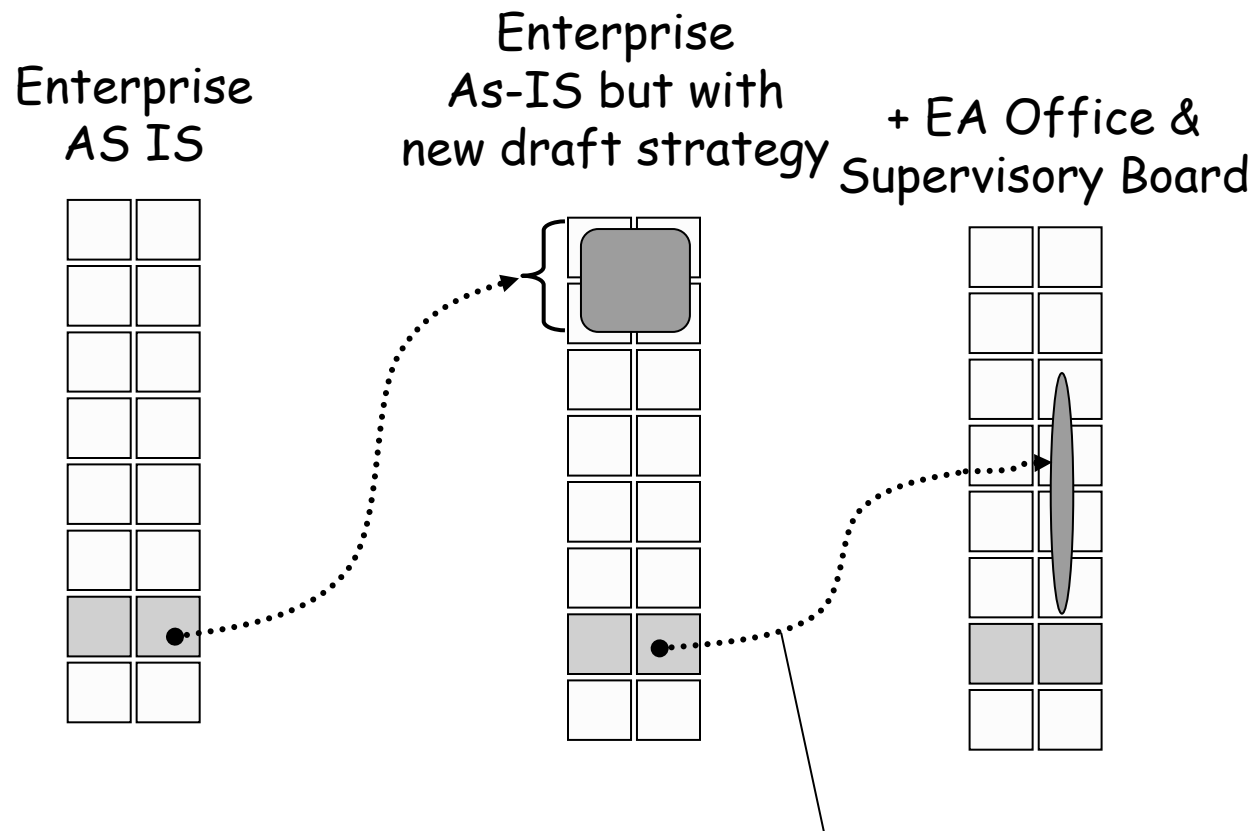 Enterprise
AS IS
Enterprise
As-IS but with
new draft strategy
+ EA Office &
Supervisory Board